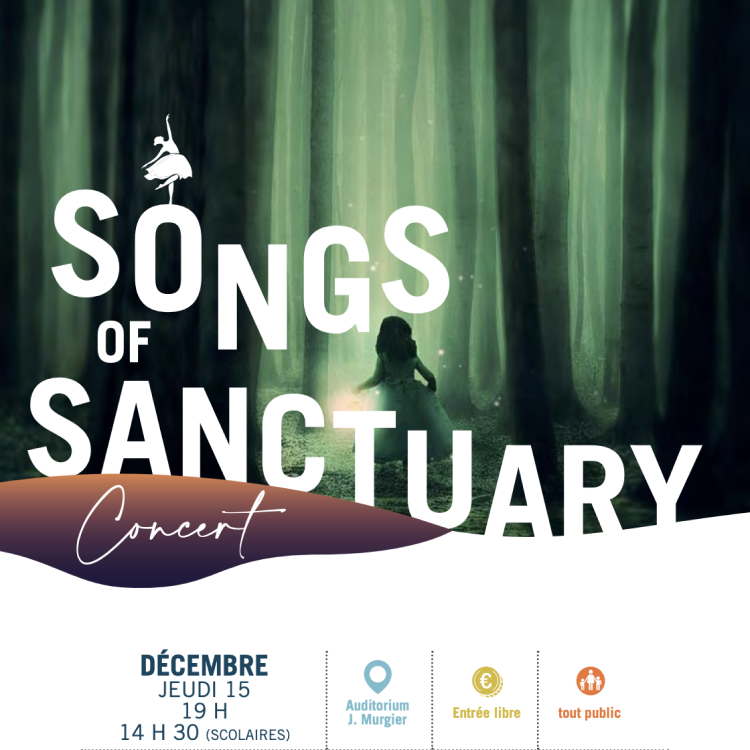 SONGS
OF
SANCTUARY
Concert
DÉCEMBRE
JEUDI 15
19 H
14 H 30 (SCOLAIRES)
Auditorium
J. Murgier
€
Entrée libre
tout public